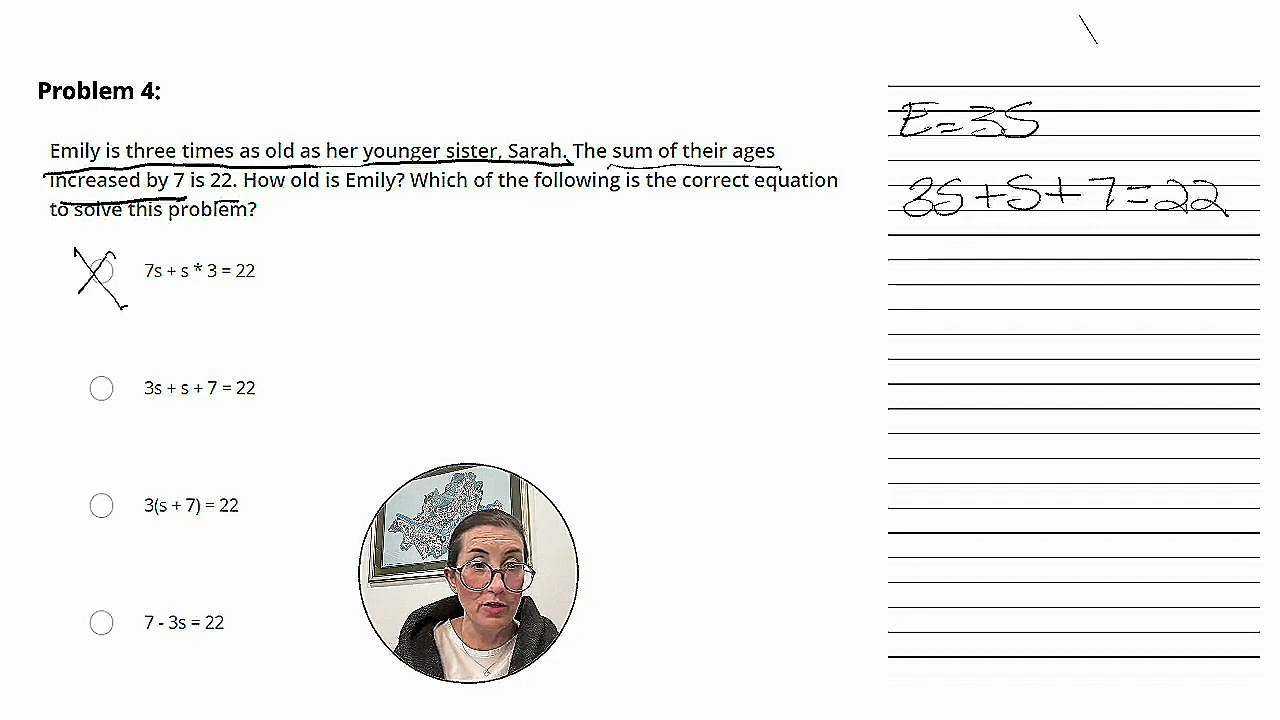 Problem 4:
Emily is three times as old as her younger sister, Sarah. The sum of their ages
increased by 7 is 22. How old is Emily? Which of the following is the correct equation
to solve this problem?
7s + s * 3 = 22
3s + s + 7 = 22
3(s + 7) = 22
7 - 3s = 22
E=3S
3S+S+7=22